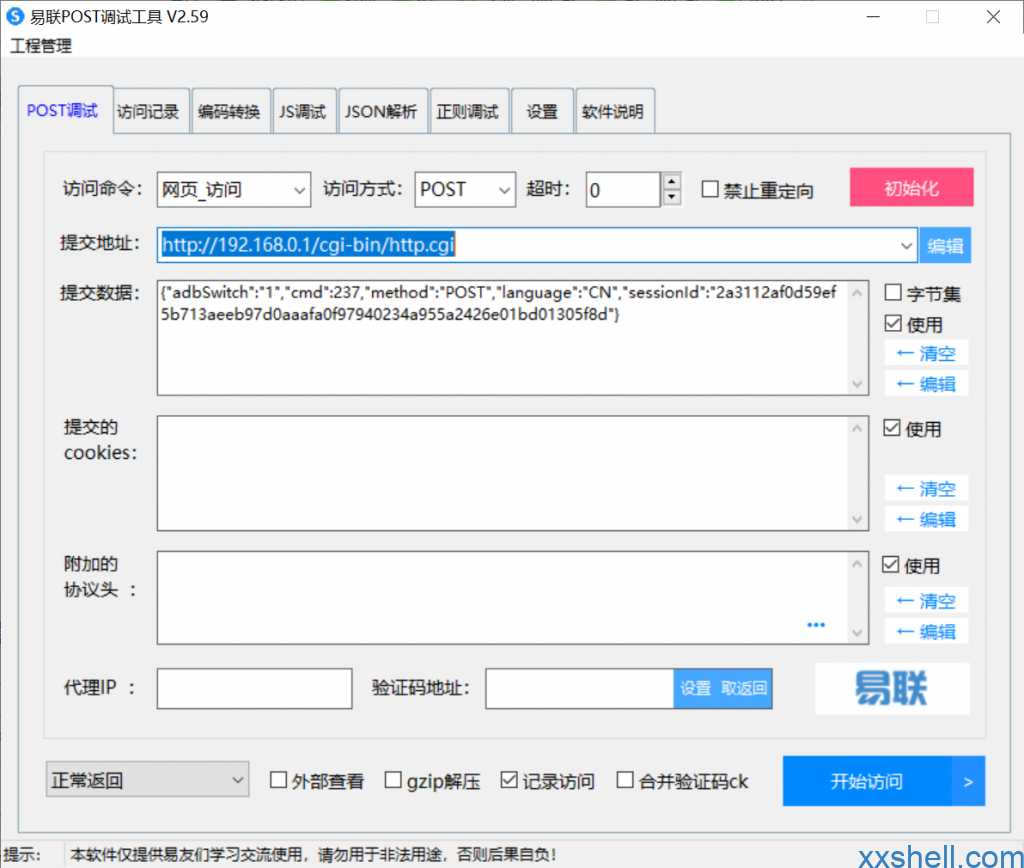 易联POST调试工具 V2.59
工程管理
POST调试 访问记录 编码转换 JS调试 JSON解析 正则调试 设置 软件说明
访问命令： 网页_访问 访问方式： POST 超时： 0 禁止重定向 初始化
提交地址： http://192.168.0.1/cgi-bin/http.cgi 编辑
提交数据： {"adbSwitch":"1","cmd":237,"method":"POST","language":"CN","sessionId":"2a3112af0d59ef 字节集
5b713aeeb97d0aaafa0f97940234a955a2426e01bd01305f8d"} 使用
← 清空
← 编辑
提交的 使用
cookies：
← 清空
← 编辑
附加的 使用
协议头 ：
← 清空
... ← 编辑
代理IP ： 验证码地址： 设置 取返回 易联
正常返回 外部查看 gzip解压 记录访问 合并验证码ck 开始访问 >
提示： 本软件仅提供易友们学习交流使用，请勿用于非法用途，否则后果自负！
xxshell.com